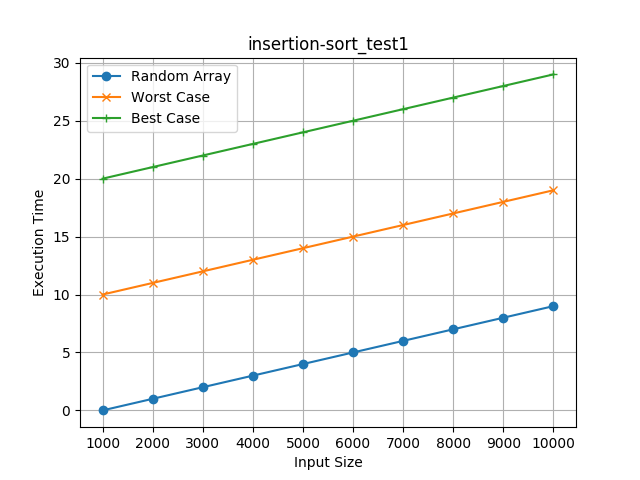 insertion-sort_test1
30
25
20
15
10
5
0
Execution Time
Random Array
Worst Case
Best Case
1000 2000 3000 4000 5000 6000 7000 8000 9000 10000
Input Size